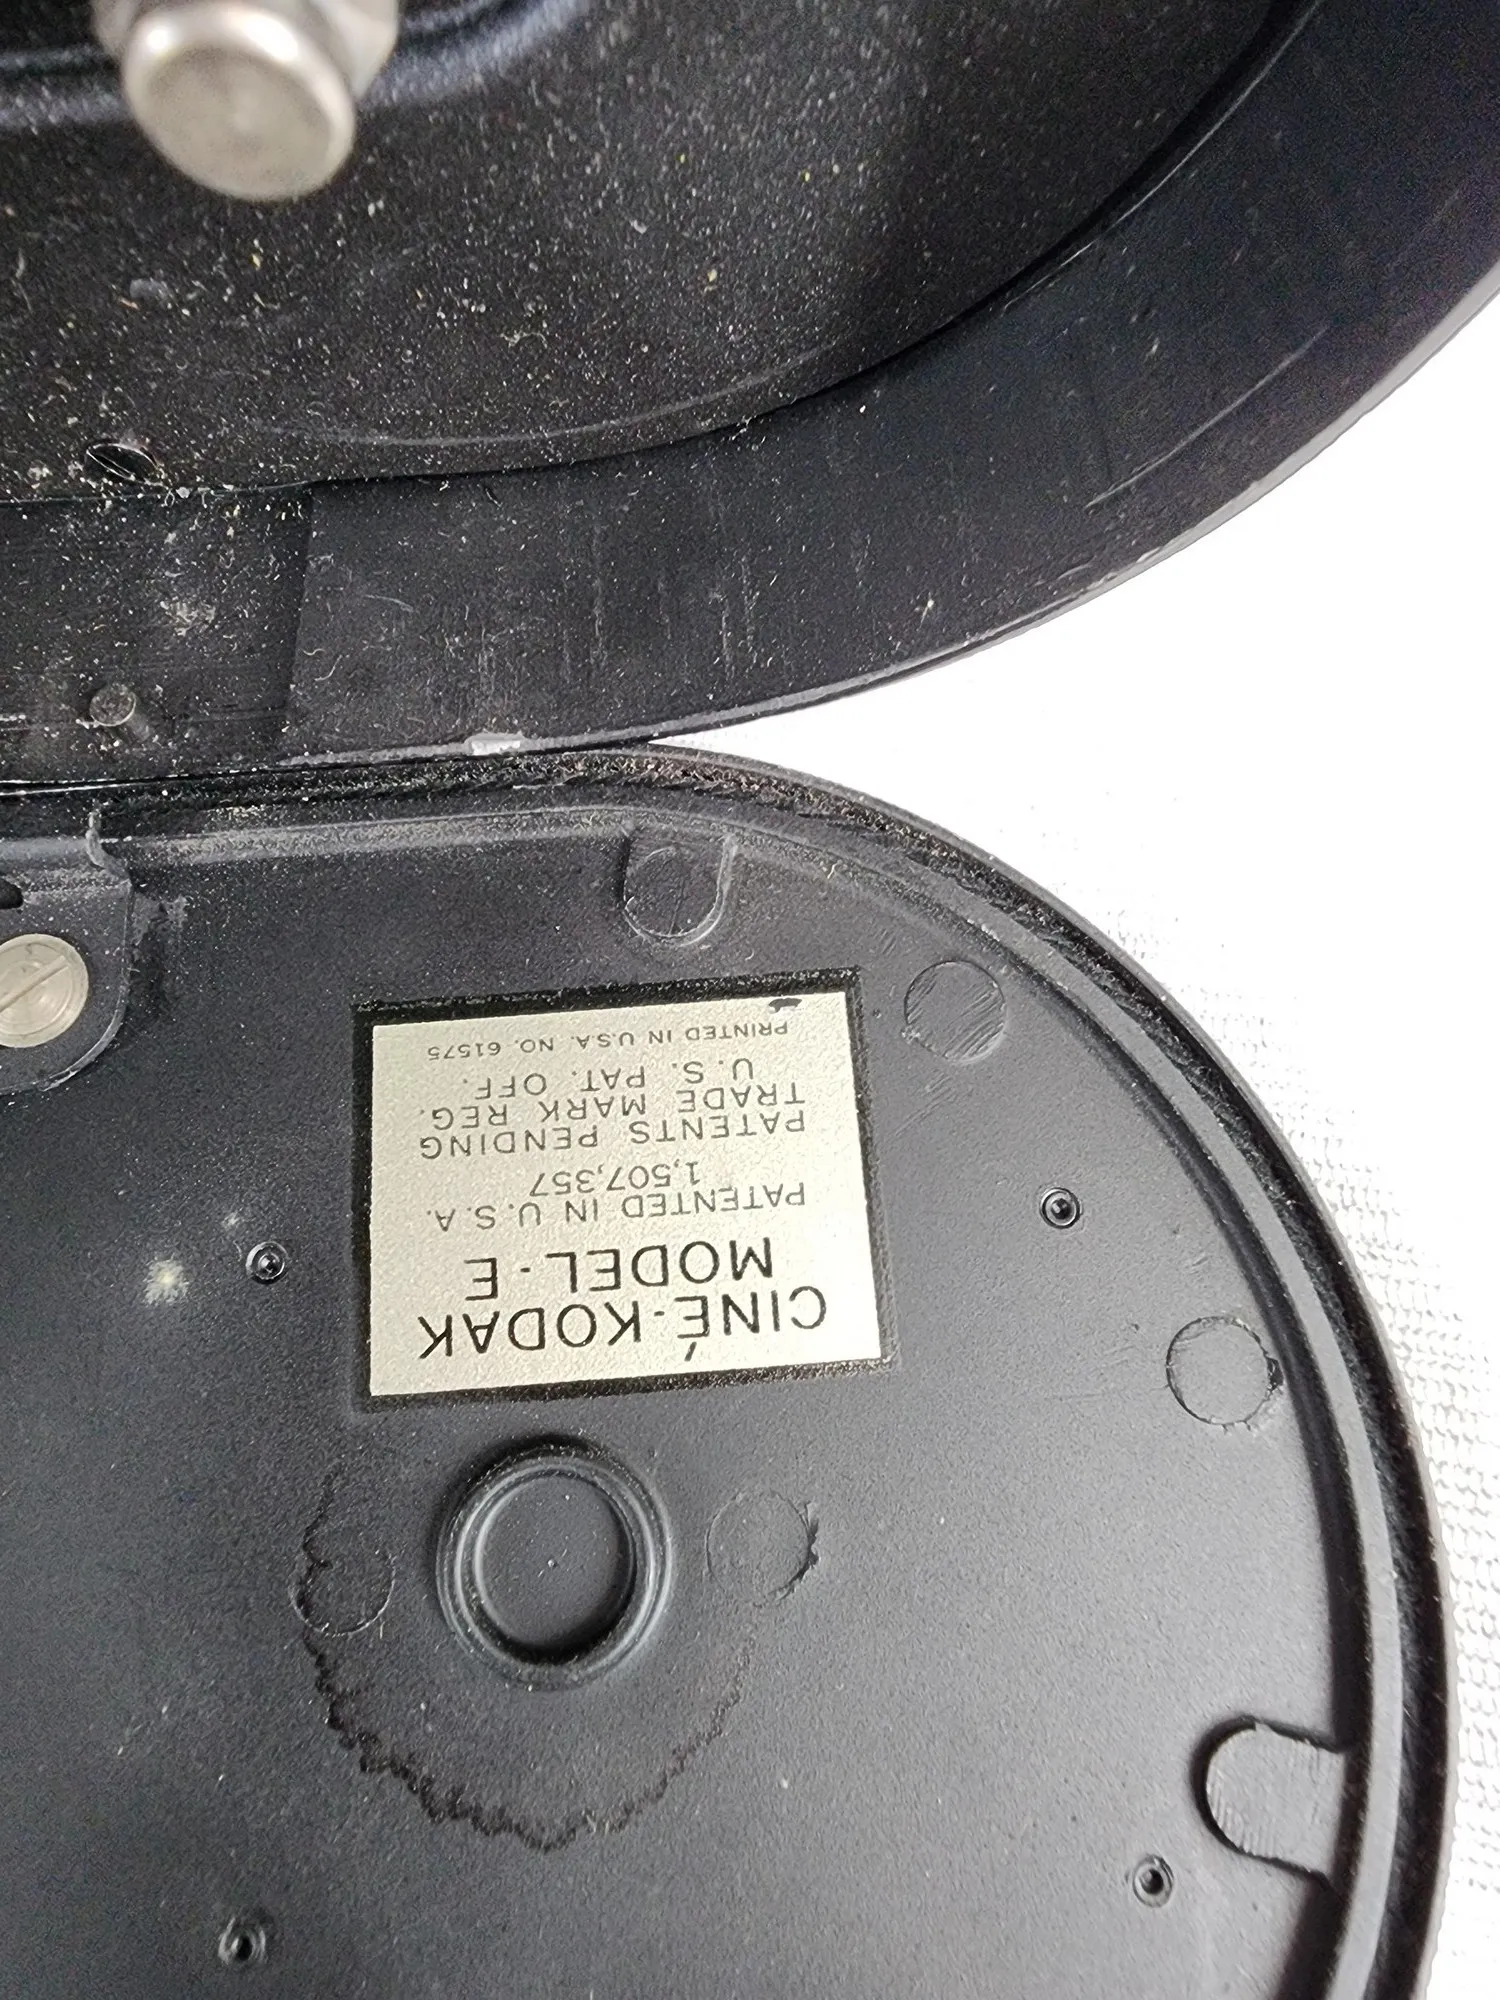 CINÉ-KODAK
MODEL-E
PATENTED IN U.S.A.
1,507,357
PATENTS PENDING
TRADE MARK REG.
U.S. PAT. OFF.
PRINTED IN U.S.A. NO. 61575